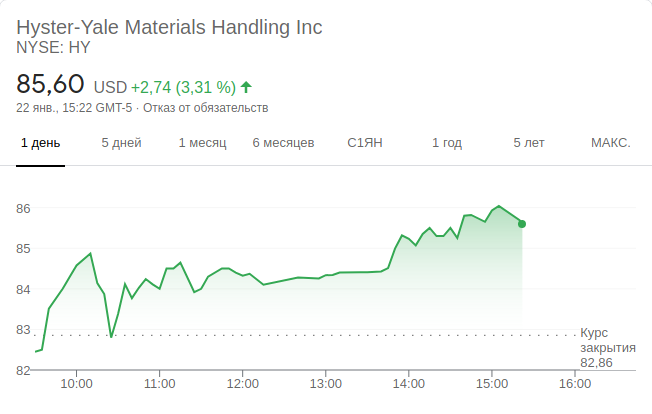 Hyster-Yale Materials Handling Inc
NYSE: HY
85,60 USD +2,74 (3,31 %)
22 янв., 15:22 GMT-5 · Отказ от обязательств
1 день 5 дней 1 месяц 6 месяцев С1ЯН 1 год 5 лет МАКС.
86
85
84
83
Курс
закрытия
82,86
82
10:00 11:00 12:00 13:00 14:00 15:00 16:00